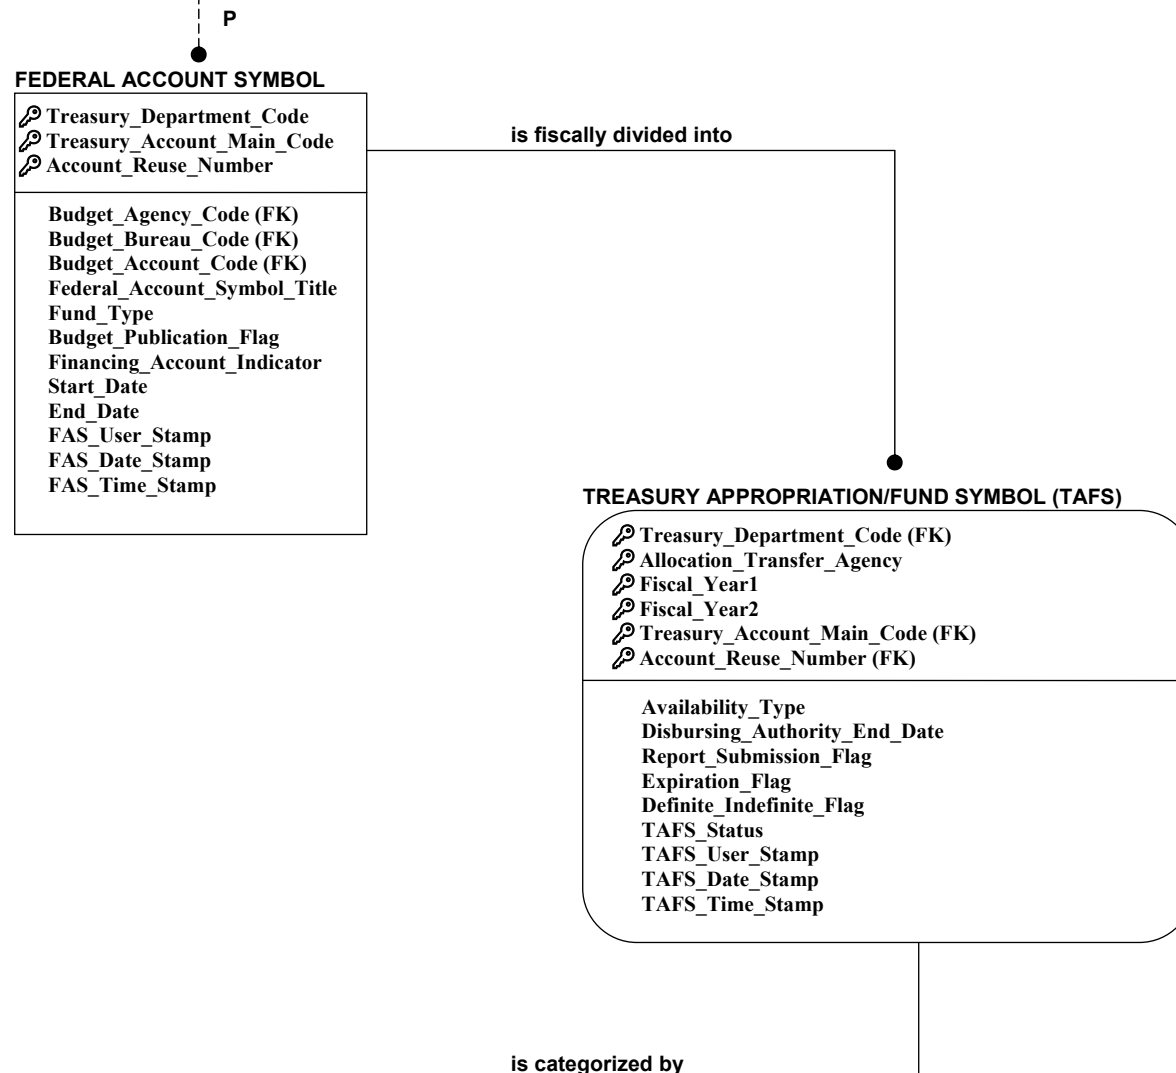 P
FEDERAL ACCOUNT SYMBOL
Treasury_Department_Code
Treasury_Account_Main_Code
Account_Reuse_Number
Budget_Agency_Code (FK)
Budget_Bureau_Code (FK)
Budget_Account_Code (FK)
Federal_Account_Symbol_Title
Fund_Type
Budget_Publication_Flag
Financing_Account_Indicator
Start_Date
End_Date
FAS_User_Stamp
FAS_Date_Stamp
FAS_Time_Stamp
is fiscally divided into
TREASURY APPROPRIATION/FUND SYMBOL (TAFS)
Treasury_Department_Code (FK)
Allocation_Transfer_Agency
Fiscal_Year1
Fiscal_Year2
Treasury_Account_Main_Code (FK)
Account_Reuse_Number (FK)
Availability_Type
Disbursing_Authority_End_Date
Report_Submission_Flag
Expiration_Flag
Definite_Indefinite_Flag
TAFS_Status
TAFS_User_Stamp
TAFS_Date_Stamp
TAFS_Time_Stamp
is categorized by